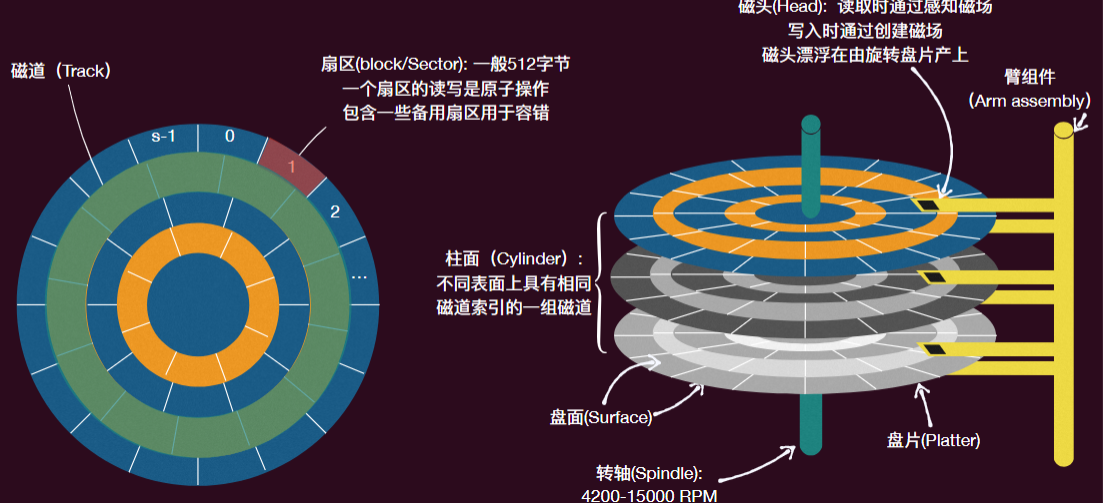 磁头(Head): 读取时通过感知磁场
写入时通过创建磁场
磁头漂浮在由旋转盘片产上
磁道（Track）
扇区(block/Sector): 一般512字节
一个扇区的读写是原子操作
包含一些备用扇区用于容错
臂组件
（Arm assembly）
s-1
0
1
2
...
柱面（Cylinder）:
不同表面上具有相同
磁道索引的一组磁道
盘面(Surface)
盘片(Platter)
转轴(Spindle):
4200-15000 RPM